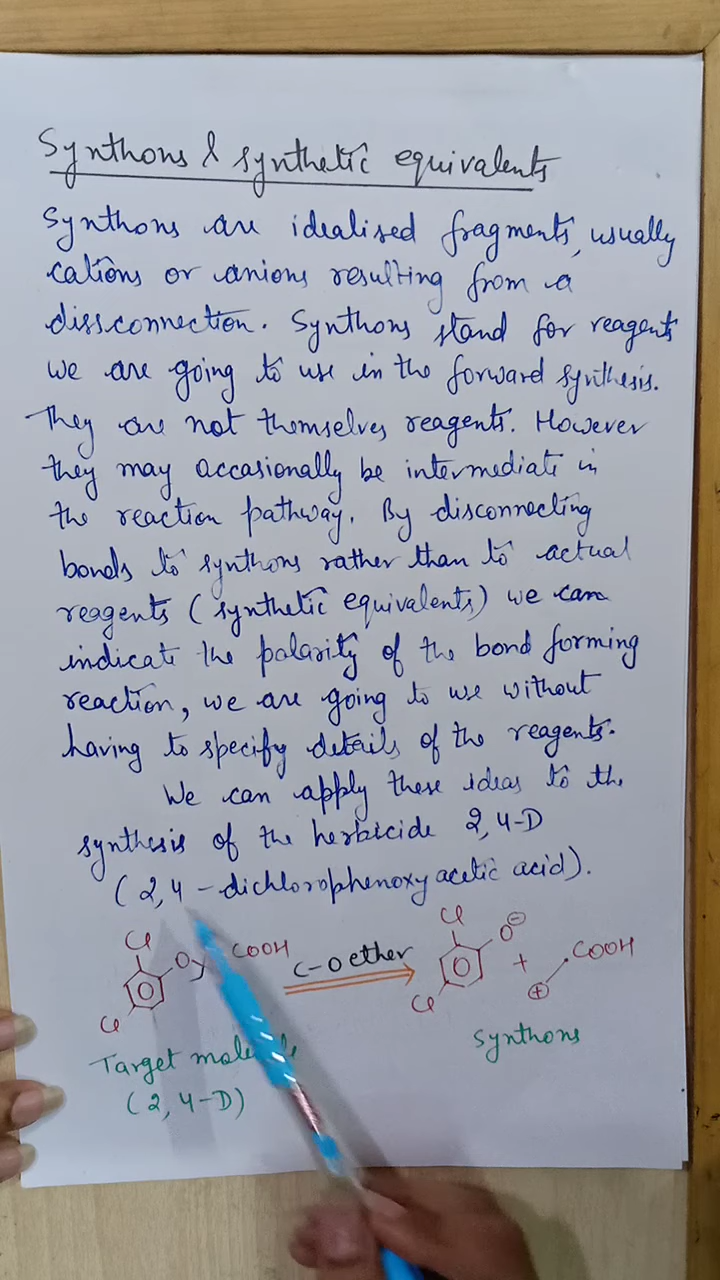 Synthons & synthetic equivalents
Synthons are idealised fragments, usually
cations or anions resulting from a
dissconnection. Synthons stand for reagents
we are going to use in the forward synthesis.
They are not themselves reagents. However
they may accasionally be intermediate in
the reaction pathway. By disconnecting
bonds to synthons rather than to actual
reagents (synthetic equivalents) we can
indicate the polarity of the bond forming
reaction, we are going to use without
having to specify details of the reagents.
We can apply these ideas to the
synthesis of the herbicide 2,4-D
(2,4-dichlorophenoxy acetic acid).
Cl O COOH C-O ether Cl O⊖ + COOH
Cl Cl ⊕
Target
Synthons
(2,4-D)